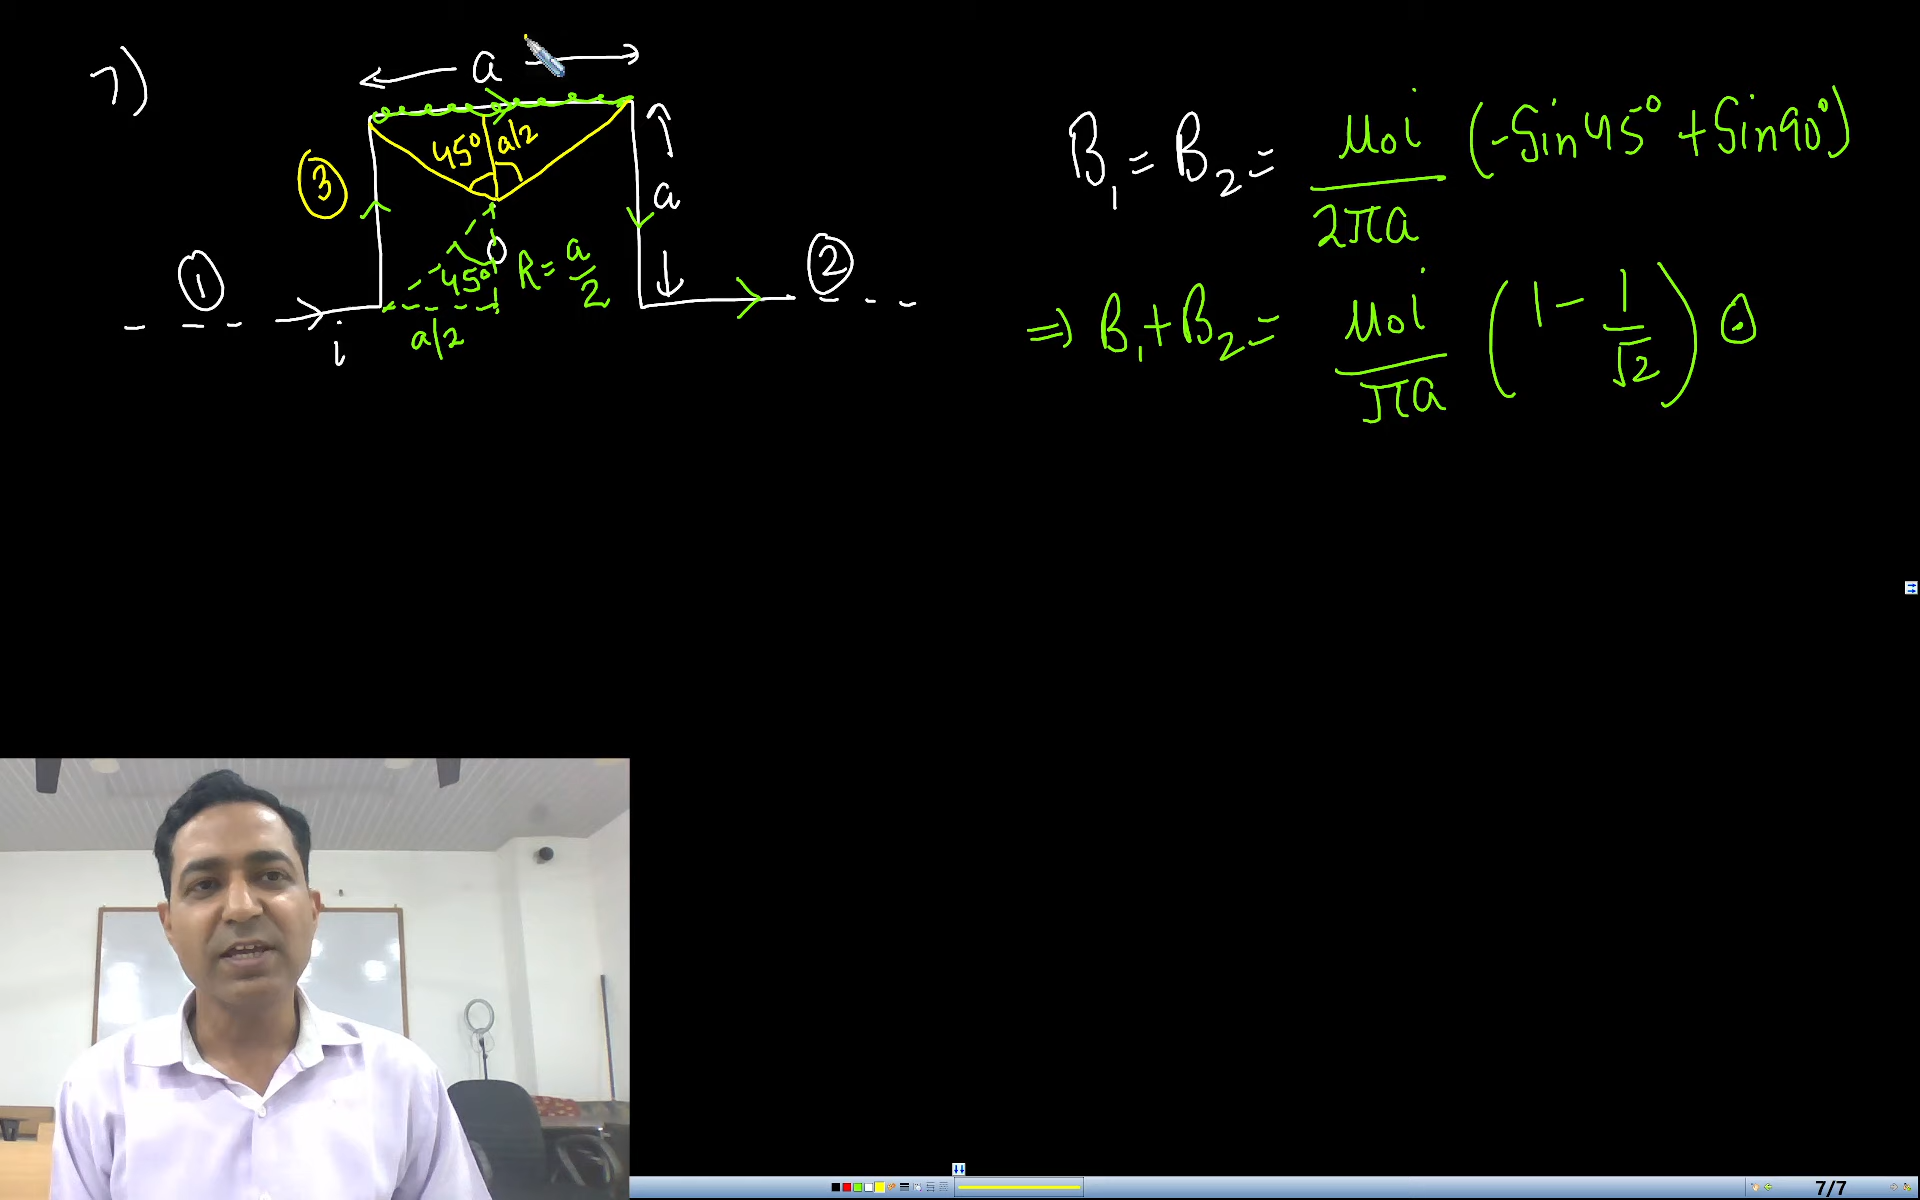 7)
a
45° a/2
③
a
①
②
O
45°
R = a/2
a/2
i
B₁ = B₂ = μ₀i/2πa (-Sin45° + Sin90°)
⇒ B₁ + B₂ = μ₀i/πa (1 - 1/√2) ⊙
7/7